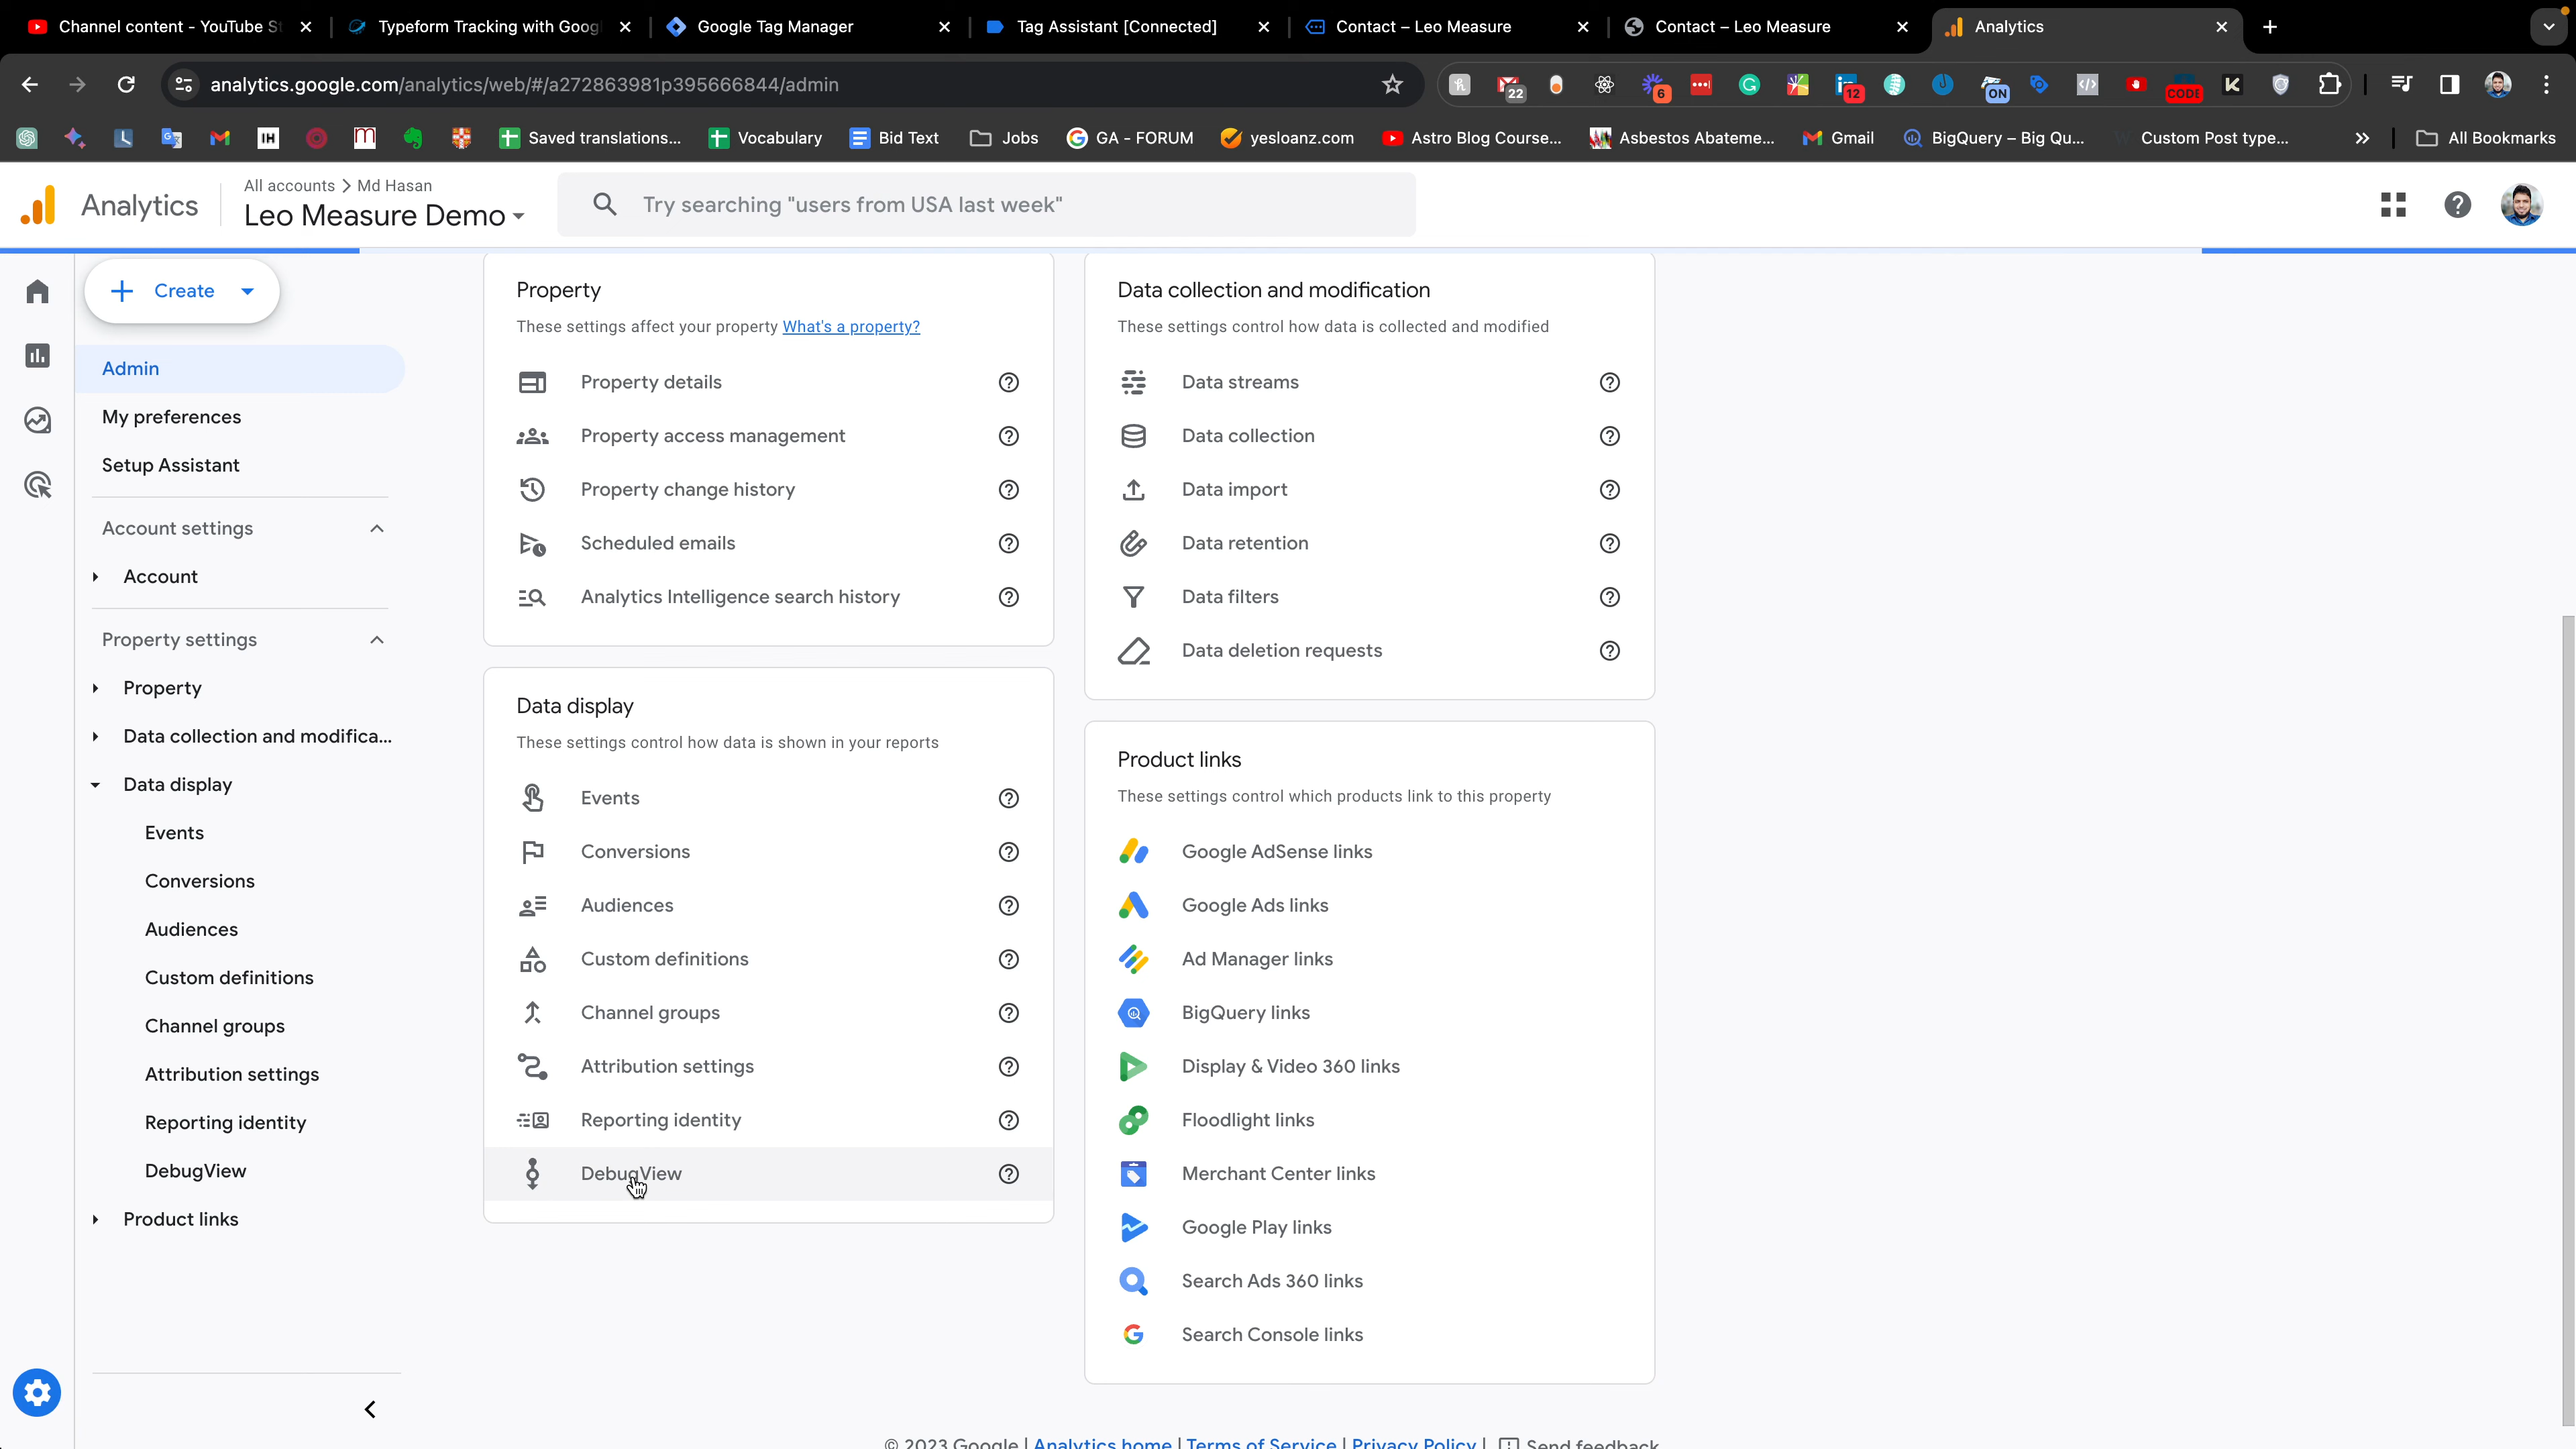 Channel content - YouTube St
Typeform Tracking with Googl
Google Tag Manager
Tag Assistant [Connected]
Contact – Leo Measure
Contact – Leo Measure
Analytics
analytics.google.com/analytics/web/#/a272863981p395666844/admin
22
6
12
ON
CODE
IH
Saved translations...
Vocabulary
Bid Text
Jobs
GA - FORUM
yesloanz.com
Astro Blog Course...
Asbestos Abateme...
Gmail
BigQuery – Big Qu...
Custom Post type...
All Bookmarks
Analytics
All accounts > Md Hasan
Leo Measure Demo
Try searching "users from USA last week"
Create
Admin
My preferences
Setup Assistant
Account settings
Account
Property settings
Property
Data collection and modifica...
Data display
Events
Conversions
Audiences
Custom definitions
Channel groups
Attribution settings
Reporting identity
DebugView
Product links
Property
These settings affect your property What's a property?
Property details
Property access management
Property change history
Scheduled emails
Analytics Intelligence search history
Data display
These settings control how data is shown in your reports
Events
Conversions
Audiences
Custom definitions
Channel groups
Attribution settings
Reporting identity
DebugView
Data collection and modification
These settings control how data is collected and modified
Data streams
Data collection
Data import
Data retention
Data filters
Data deletion requests
Product links
These settings control which products link to this property
Google AdSense links
Google Ads links
Ad Manager links
BigQuery links
Display & Video 360 links
Floodlight links
Merchant Center links
Google Play links
Search Ads 360 links
Search Console links
© 2023 Google | Analytics home | Terms of Service | Privacy Policy | Send feedback